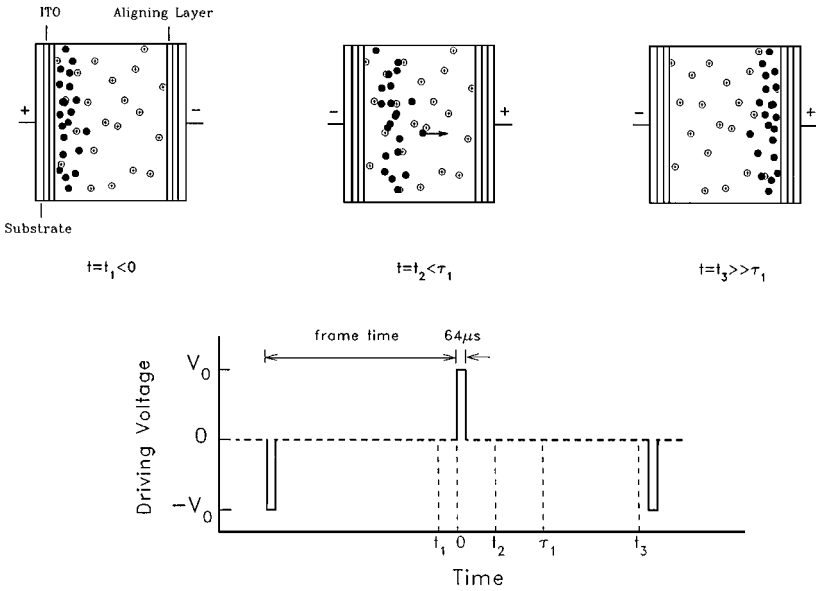 ITO Aligning Layer
+ − − + − +
Substrate
t=t₁<0 t=t₂<τ₁ t=t₃>>τ₁
frame time 64μs
V₀
0
−V₀
Driving Voltage
t₁ 0 t₂ τ₁ t₃
Time